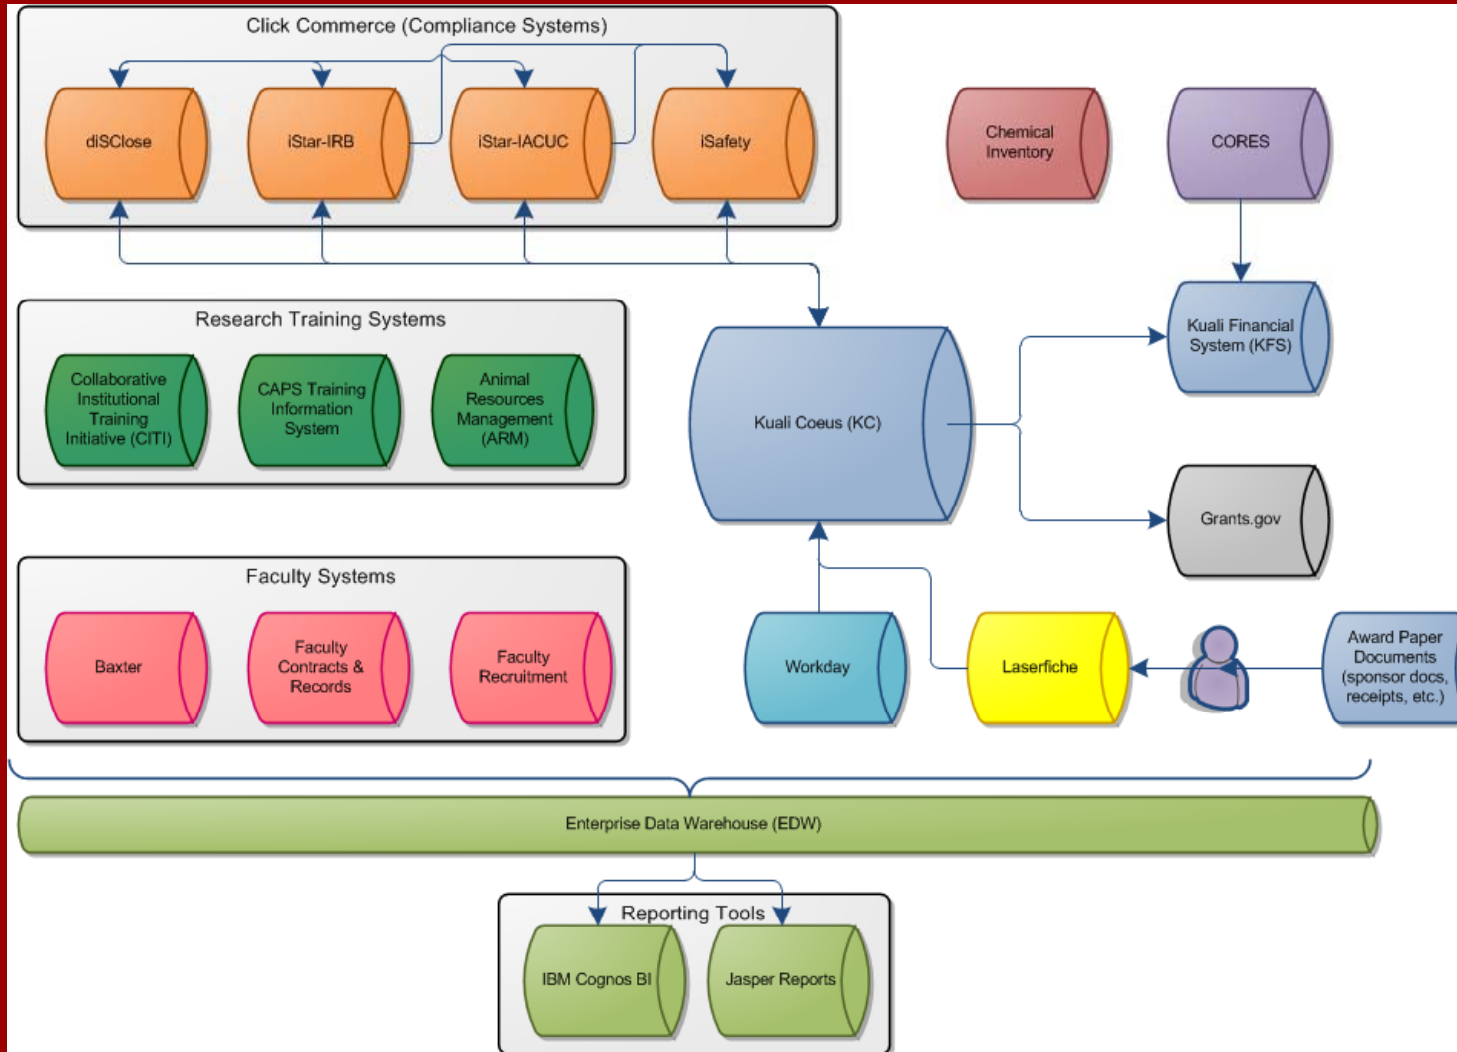 Click Commerce (Compliance Systems)
diSClose
iStar-IRB
iStar-IACUC
iSafety
Chemical
Inventory
CORES
Research Training Systems
Collaborative
Institutional
Training
Initiative (CITI)
CAPS Training
Information
System
Animal
Resources
Management
(ARM)
Kuali Coeus (KC)
Kuali Financial
System (KFS)
Grants.gov
Faculty Systems
Baxter
Faculty
Contracts &
Records
Faculty
Recruitment
Workday
Laserfiche
Award Paper
Documents
(sponsor docs,
receipts, etc.)
Enterprise Data Warehouse (EDW)
Reporting Tools
IBM Cognos BI
Jasper Reports